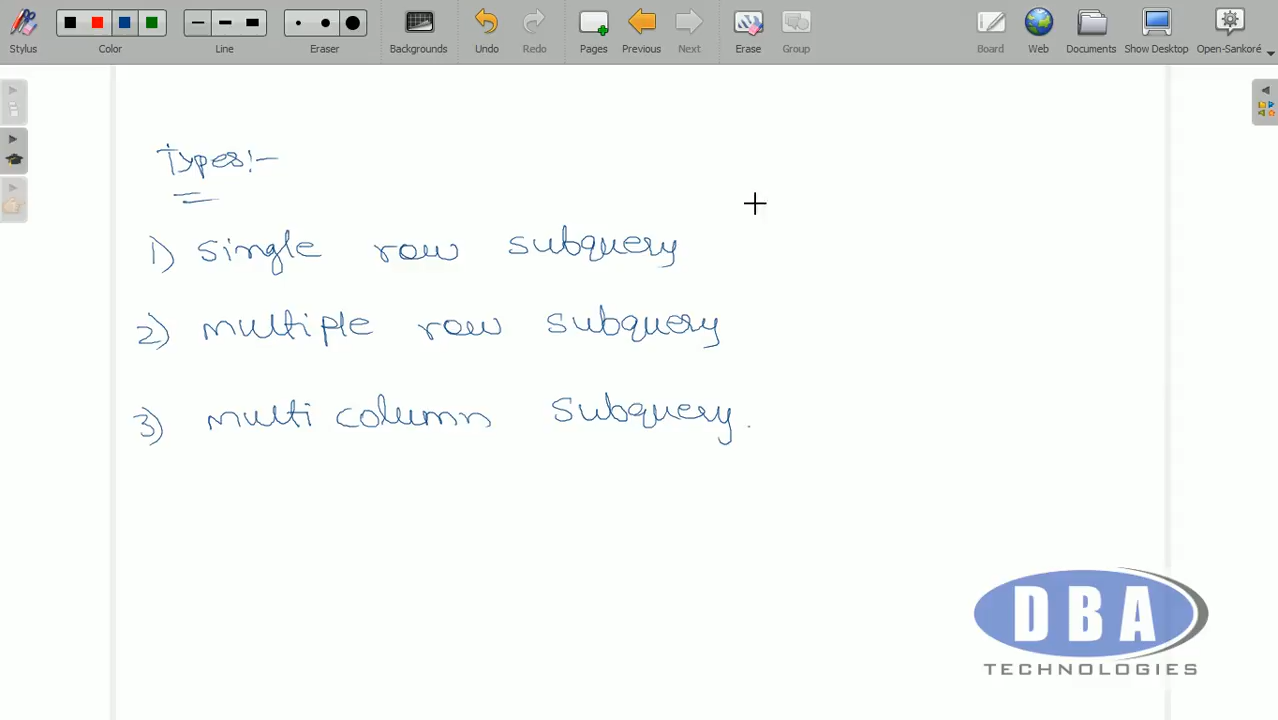 Stylus Color Line Eraser Backgrounds Undo Redo Pages Previous Next Erase Group Board Web Documents Show Desktop Open-Sankoré
Types:-
1) single row subquery
2) multiple row subquery
3) multi column subquery.
DBA
TECHNOLOGIES